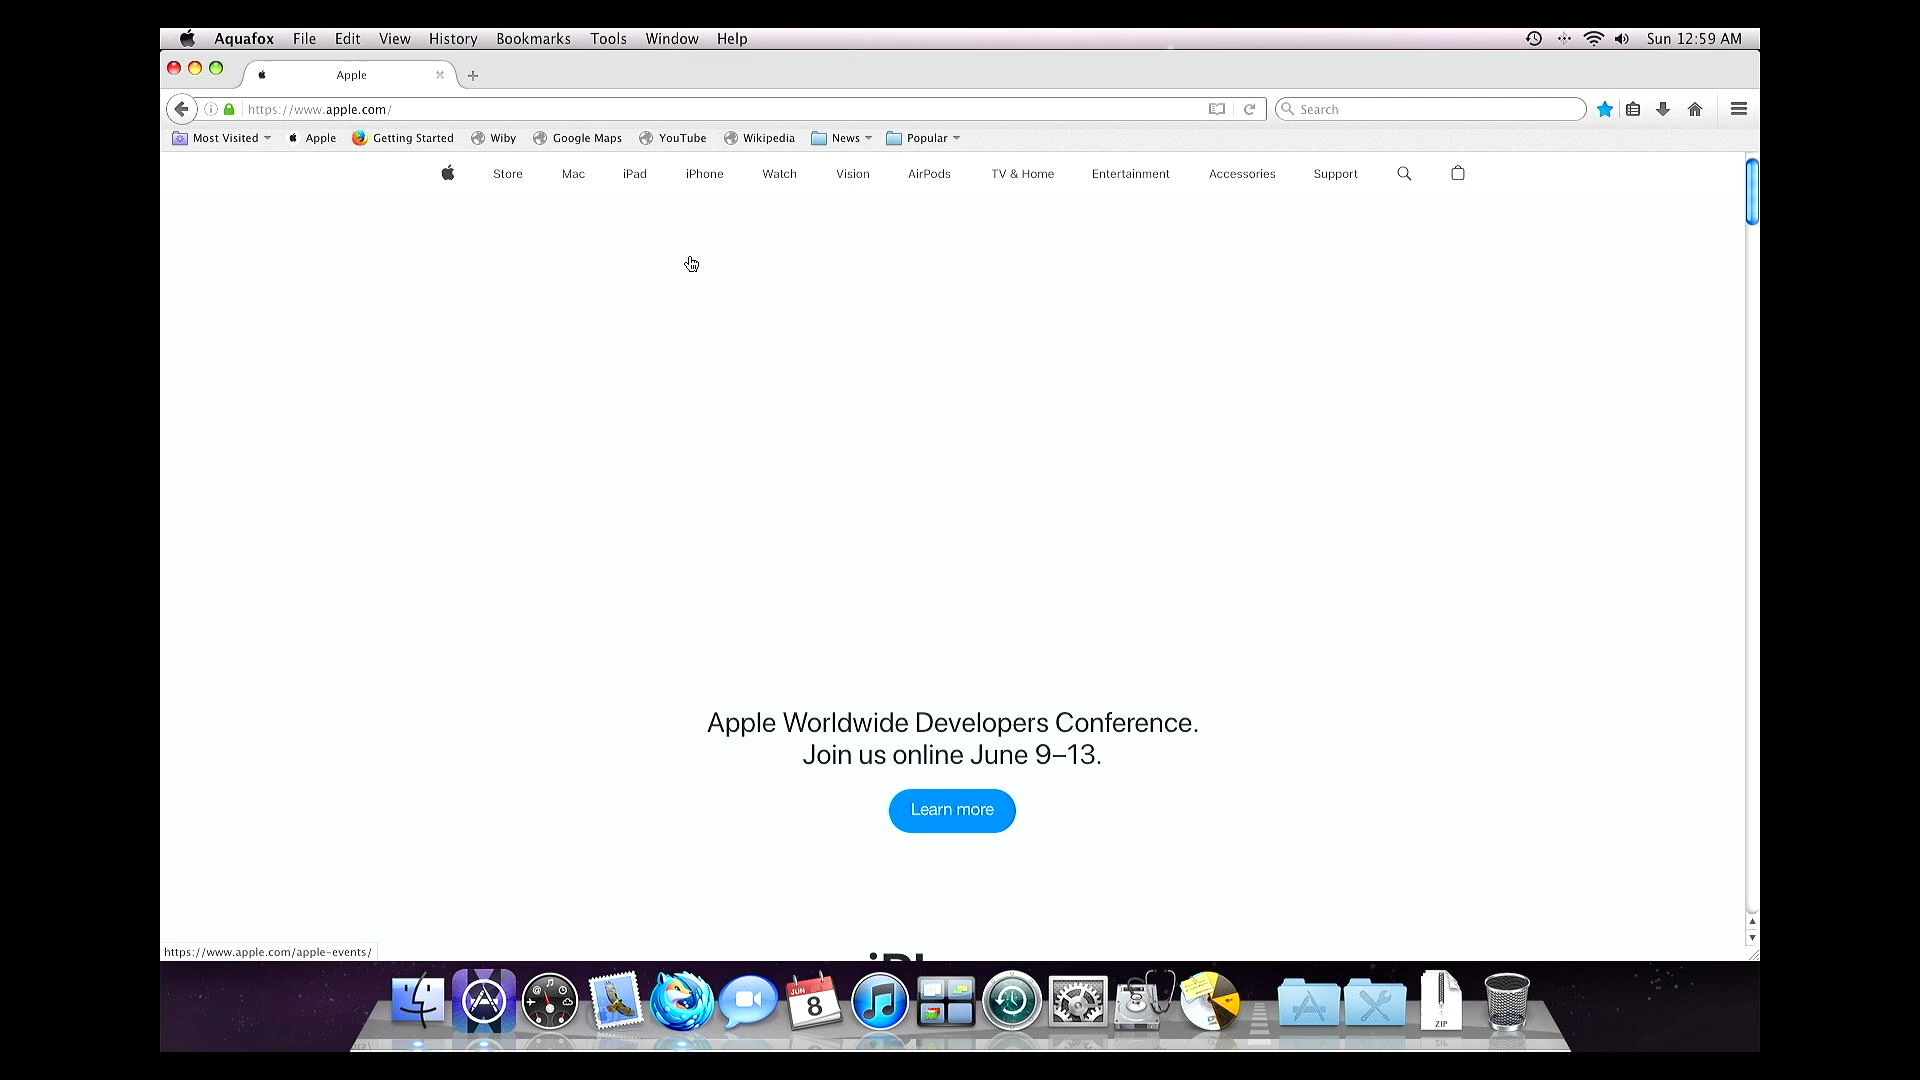 Aquafox File Edit View History Bookmarks Tools Window Help Sun 12:59 AM
Apple
https://www.apple.com/ Search
Most Visited Apple Getting Started Wiby Google Maps YouTube Wikipedia News Popular
Store Mac iPad iPhone Watch Vision AirPods TV & Home Entertainment Accessories Support
Apple Worldwide Developers Conference.
Join us online June 9–13.
Learn more
https://www.apple.com/apple-events/
JUN
8
ZIP